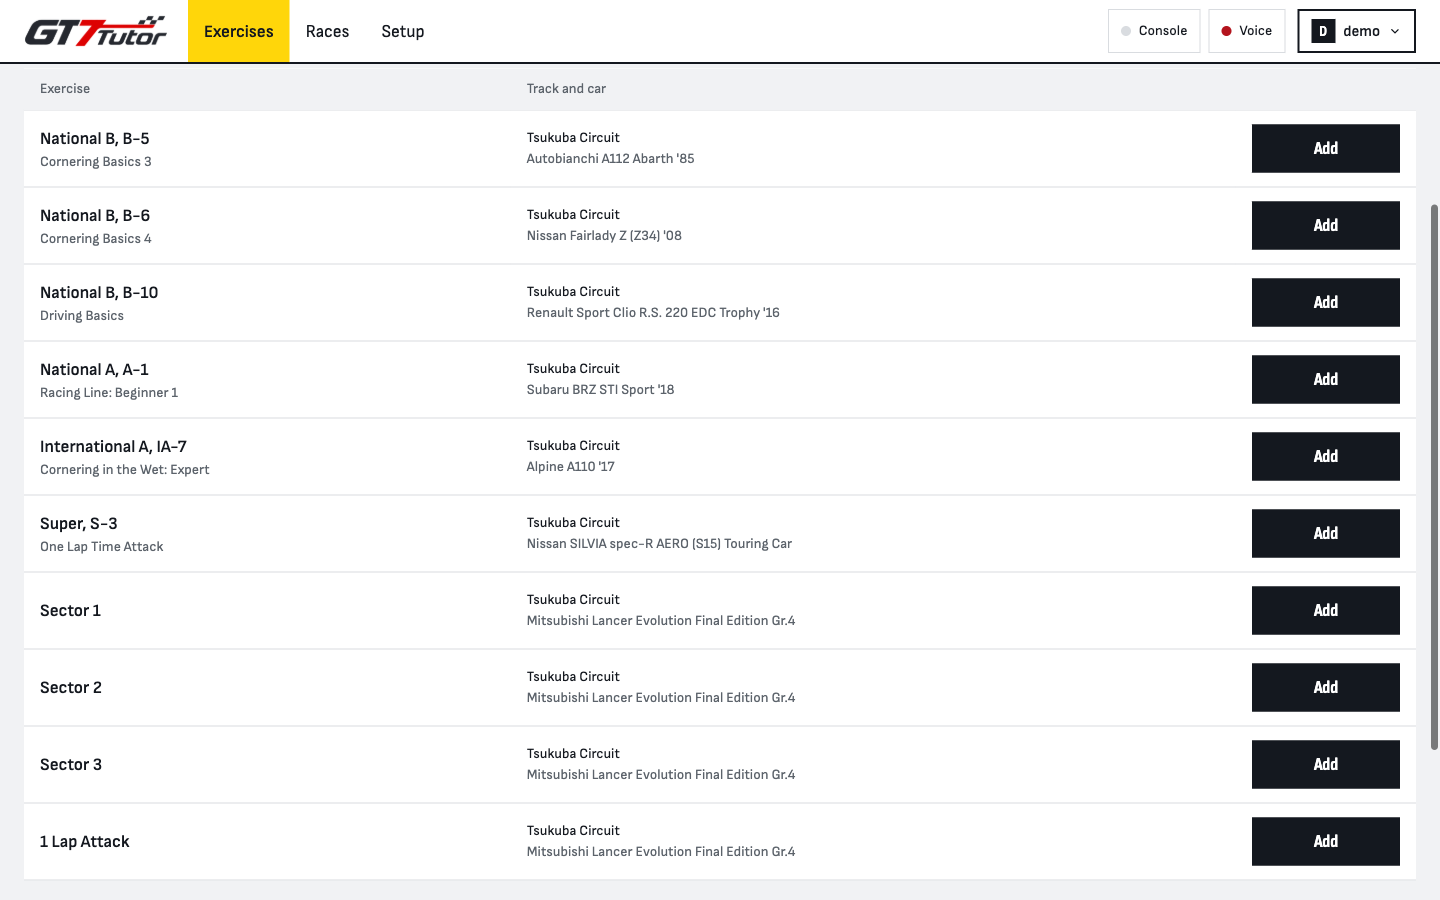 GT7Tutor
Exercises
Races
Setup
Console
Voice
D
demo
Exercise
Track and car
National B, B-5
Cornering Basics 3
Tsukuba Circuit
Autobianchi A112 Abarth '85
Add
National B, B-6
Cornering Basics 4
Tsukuba Circuit
Nissan Fairlady Z (Z34) '08
Add
National B, B-10
Driving Basics
Tsukuba Circuit
Renault Sport Clio R.S. 220 EDC Trophy '16
Add
National A, A-1
Racing Line: Beginner 1
Tsukuba Circuit
Subaru BRZ STI Sport '18
Add
International A, IA-7
Cornering in the Wet: Expert
Tsukuba Circuit
Alpine A110 '17
Add
Super, S-3
One Lap Time Attack
Tsukuba Circuit
Nissan SILVIA spec-R AERO (S15) Touring Car
Add
Sector 1
Tsukuba Circuit
Mitsubishi Lancer Evolution Final Edition Gr.4
Add
Sector 2
Tsukuba Circuit
Mitsubishi Lancer Evolution Final Edition Gr.4
Add
Sector 3
Tsukuba Circuit
Mitsubishi Lancer Evolution Final Edition Gr.4
Add
1 Lap Attack
Tsukuba Circuit
Mitsubishi Lancer Evolution Final Edition Gr.4
Add